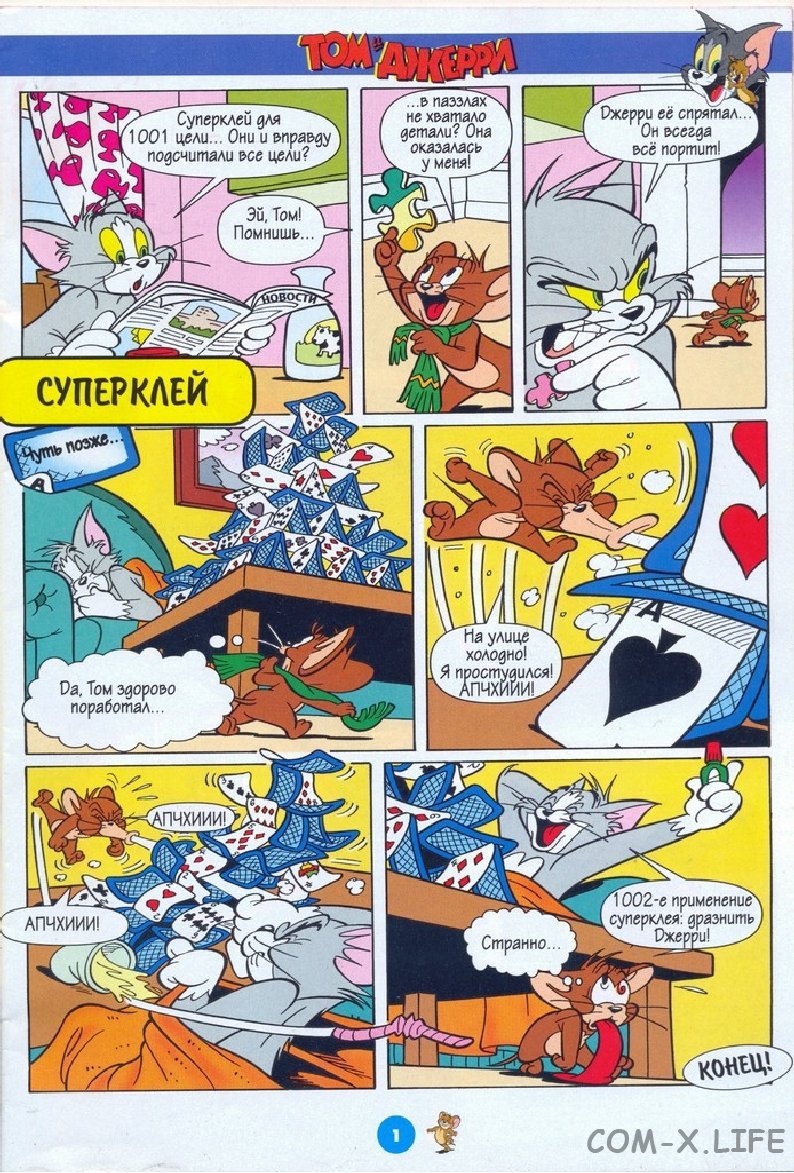 ТОМ и ДЖЕРРИ
Суперклей для
1001 цели... Они и вправду
подсчитали все цели?
Эй, Том!
Помнишь...
НОВОСТИ
...в паззлах
не хватало
детали? Она
оказалась
у меня!
Джерри её спрятал...
Он всегда
всё портит!
СУПЕРКЛЕЙ
Чуть позже...
А
Да, Том здорово
поработал...
На улице
холодно!
Я простудился!
АПЧХИИИ!
А
АПЧХИИИ!
АПЧХИИИ!
1002-е применение
суперклея: дразнить
Джерри!
Странно...
КОНЕЦ!
1
COM-X.LIFE